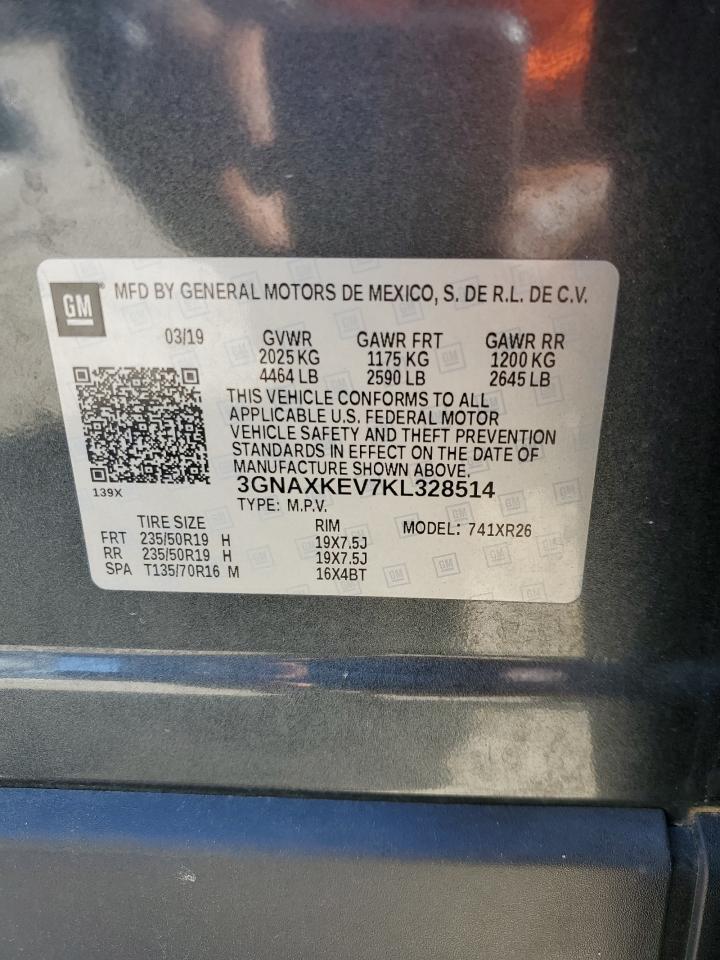 GM® MFD BY GENERAL MOTORS DE MEXICO, S. DE R.L. DE C.V.
03/19 GVWR GAWR FRT GAWR RR
2025 KG 1175 KG 1200 KG
4464 LB 2590 LB 2645 LB
THIS VEHICLE CONFORMS TO ALL
APPLICABLE U.S. FEDERAL MOTOR
VEHICLE SAFETY AND THEFT PREVENTION
STANDARDS IN EFFECT ON THE DATE OF
MANUFACTURE SHOWN ABOVE.
139X 3GNAXKEV7KL328514
TYPE: M.P.V.
TIRE SIZE RIM MODEL: 741XR26
FRT 235/50R19 H 19X7.5J
RR 235/50R19 H 19X7.5J
SPA T135/70R16 M 16X4BT